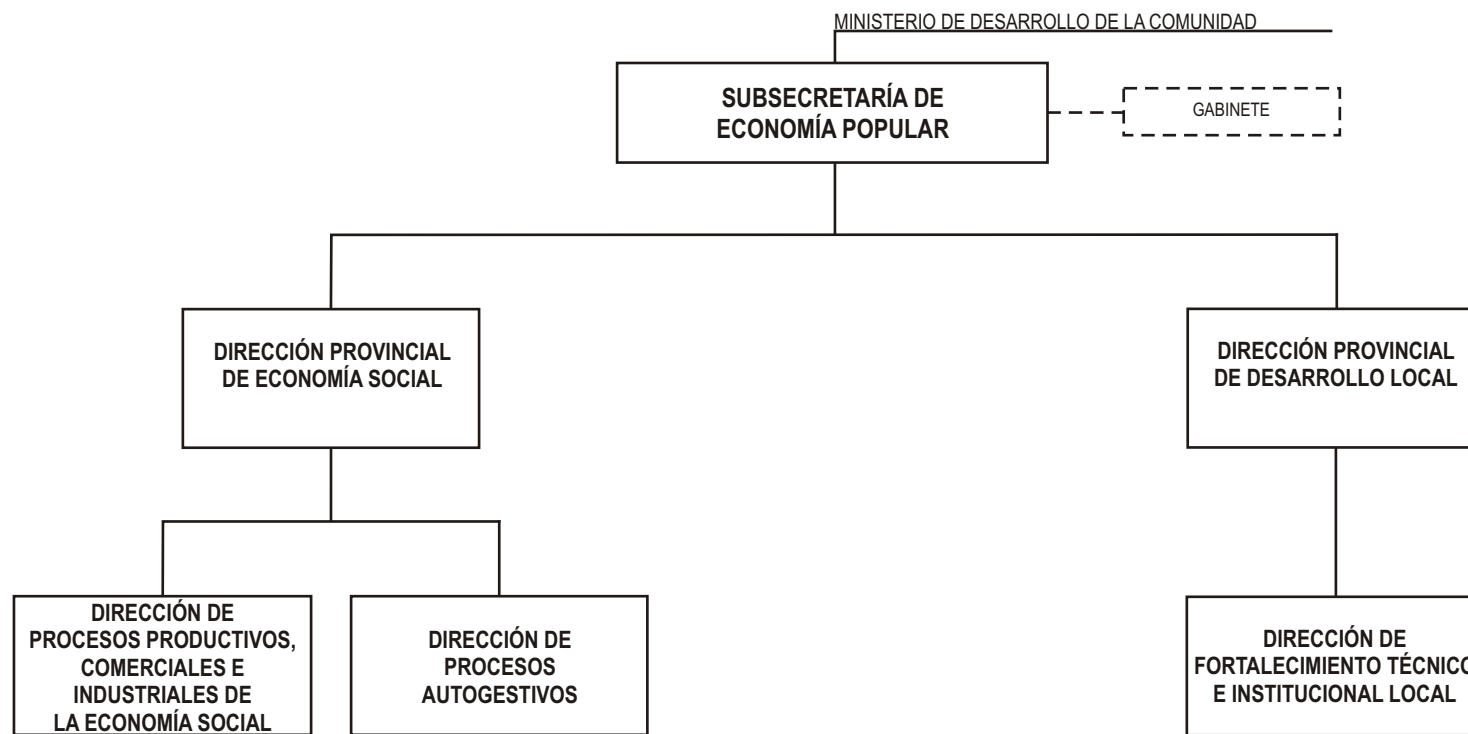 MINISTERIO DE DESARROLLO DE LA COMUNIDAD
SUBSECRETARÍA DE
ECONOMÍA POPULAR
GABINETE
DIRECCIÓN PROVINCIAL
DE ECONOMÍA SOCIAL
DIRECCIÓN PROVINCIAL
DE DESARROLLO LOCAL
DIRECCIÓN DE
PROCESOS PRODUCTIVOS,
COMERCIALES E
INDUSTRIALES DE
LA ECONOMÍA SOCIAL
DIRECCIÓN DE
PROCESOS
AUTOGESTIVOS
DIRECCIÓN DE
FORTALECIMIENTO TÉCNICO
E INSTITUCIONAL LOCAL